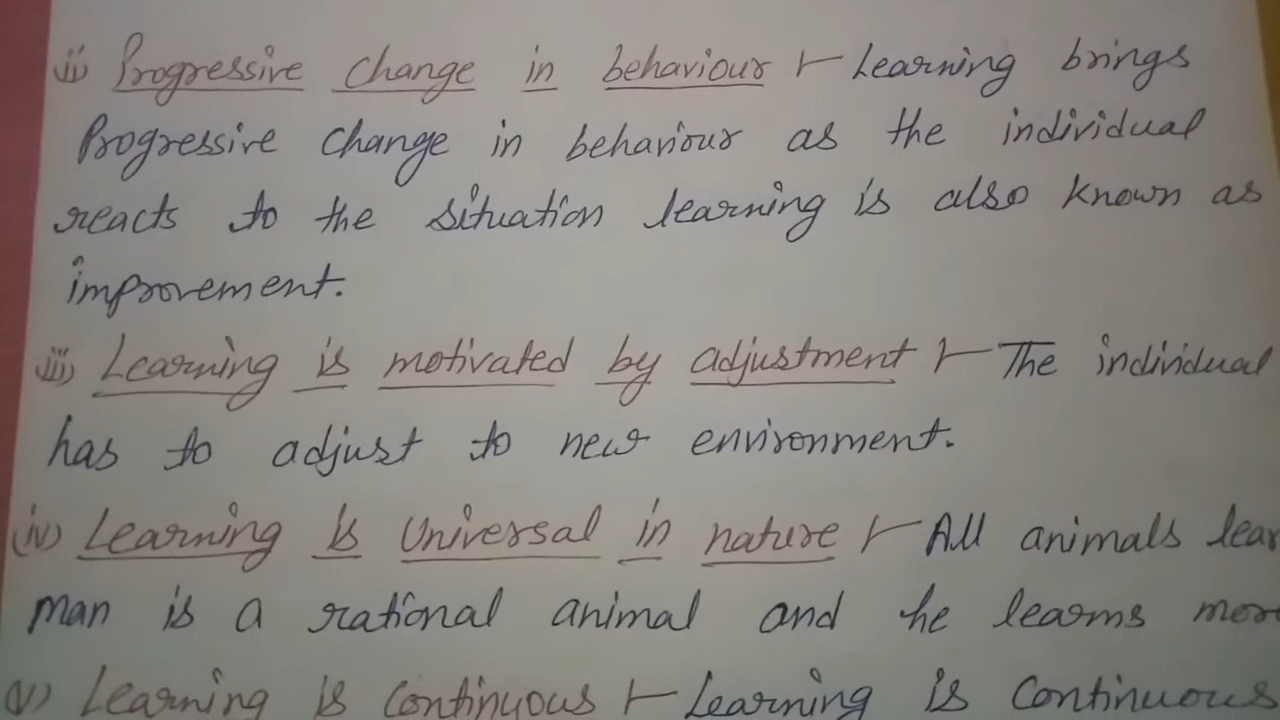 ii) Progressive change in behaviour :- Learning brings
Progressive change in behaviour as the individual
reacts to the situation learning is also known as
improvement.
iii) Learning is motivated by adjustment :- The individual
has to adjust to new environment.
(iv) Learning is Universal in nature :- All animals lear
man is a rational animal and he learns mor
(v) Learning is continuous :- Learning is continuous